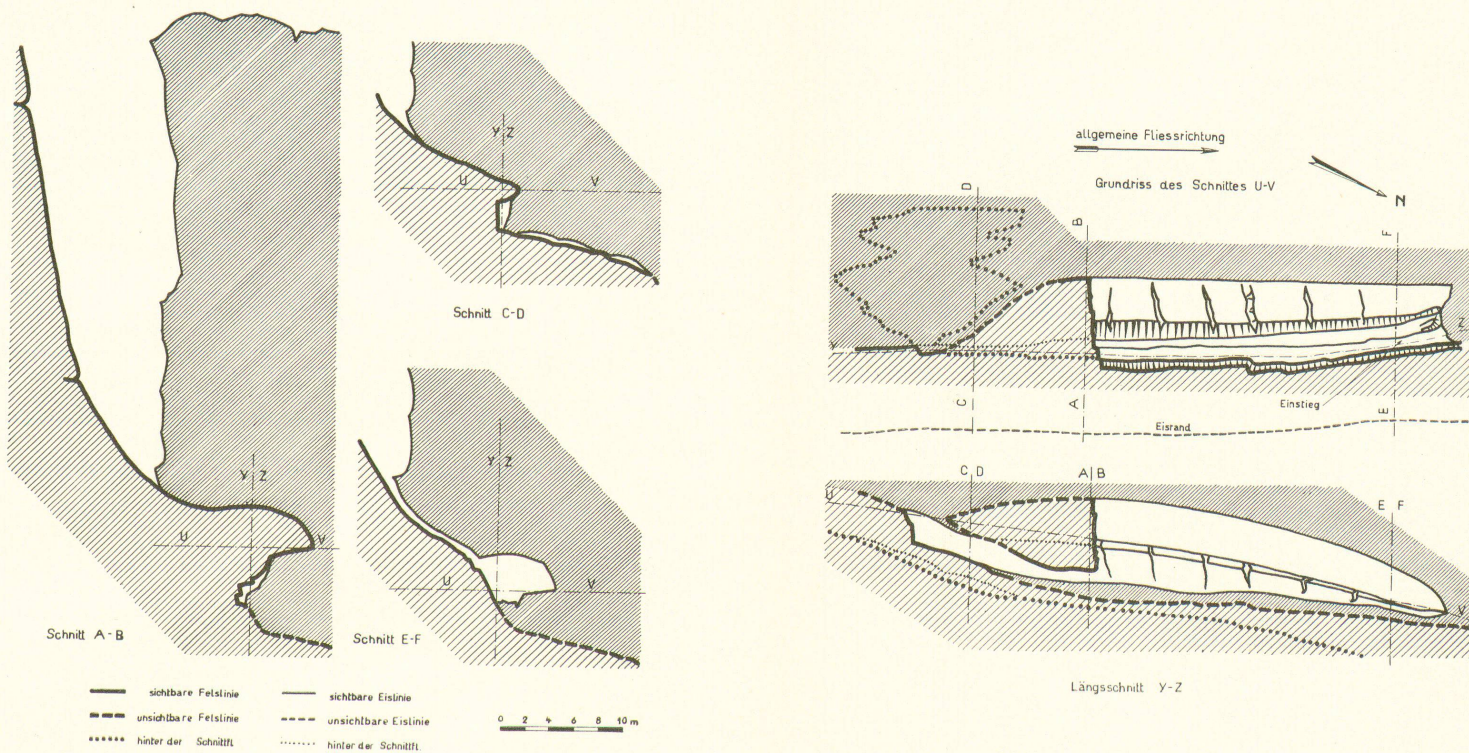 Y Z
U V
Schnitt A-B
Y Z
U V
Schnitt C-D
Y Z
U V
Schnitt E-F
sichtbare Felslinie
unsichtbare Felslinie
hinter der Schnittfl.
sichtbare Eislinie
unsichtbare Eislinie
hinter der Schnittfl.
0 2 4 6 8 10 m
allgemeine Fliessrichtung
Grundriss des Schnittes U-V
N
D
B
F
Y
Z
C
A
E
Einstieg
Eisrand
C D
A B
E F
U
V
Längsschnitt Y-Z